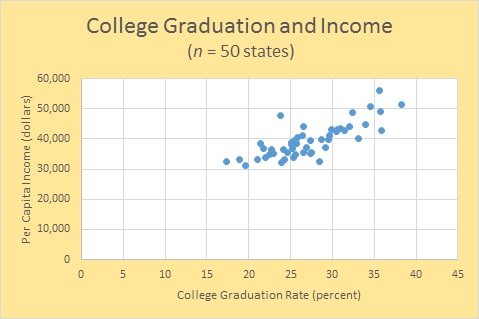 College Graduation and Income
(n = 50 states)
60,000
50,000
40,000
30,000
20,000
10,000
0
Per Capita Income (dollars)
0 5 10 15 20 25 30 35 40 45
College Graduation Rate (percent)